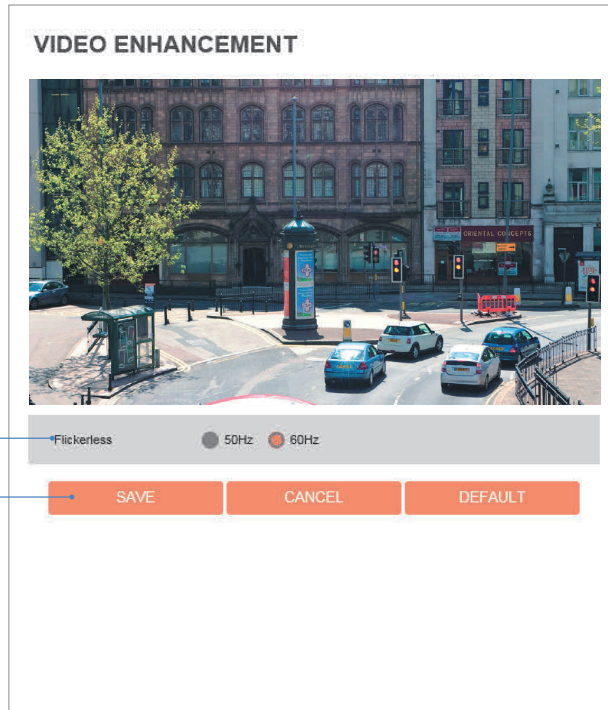 VIDEO ENHANCEMENT
ORIENTAL CONCEPTS
Flickerless 50Hz 60Hz
SAVE CANCEL DEFAULT